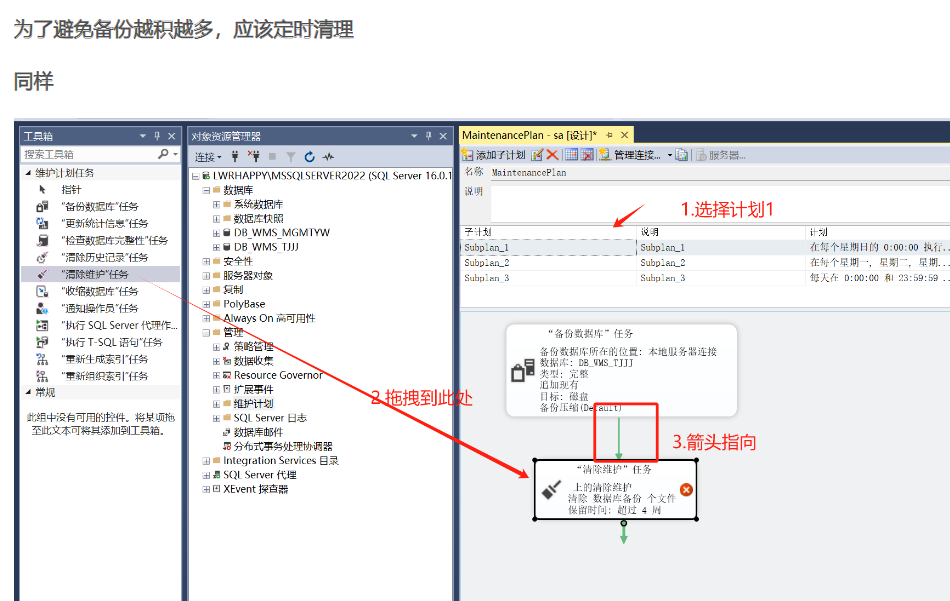 为了避免备份越积越多，应该定时清理
同样
工具箱
搜索工具箱
维护计划任务
指针
“备份数据库”任务
“更新统计信息”任务
“检查数据库完整性”任务
“清除历史记录”任务
“清除维护”任务
“收缩数据库”任务
“通知操作员”任务
“执行 SQL Server 代理作...
“执行 T-SQL 语句”任务
“重新生成索引”任务
“重新组织索引”任务
常规
此组中没有可用的控件。将某项拖
至此文本可将其添加到工具箱。
对象资源管理器
连接
LWRHAPPY\MSSQLSERVER2022 (SQL Server 16.0.1
数据库
系统数据库
数据库快照
DB_WMS_MGMTYW
DB_WMS_TJJJ
安全性
服务器对象
复制
PolyBase
Always On 高可用性
管理
策略管理
数据收集
Resource Governor
扩展事件
维护计划
SQL Server 日志
数据库邮件
分布式事务处理协调器
Integration Services 目录
SQL Server 代理
XEvent 探查器
MaintenancePlan - sa [设计]*
添加子计划 管理连接... 服务器...
名称 MaintenancePlan
说明
1.选择计划1
子计划 说明 计划
Subplan_1 Subplan_1 在每个星期日的 0:00:00 执行..
Subplan_2 Subplan_2 在每个星期一, 星期二, 星期...
Subplan_3 Subplan_3 每天在 0:00:00 和 23:59:59 ..
“备份数据库”任务
备份数据库所在的位置: 本地服务器连接
数据库: DB_WMS_TJJJ
类型: 完整
追加现有
目标: 磁盘
备份压缩(Default)
2.拖拽到此处
3.箭头指向
“清除维护”任务
上的清除维护
清除 数据库备份 个文件
保留时间: 超过 4 周